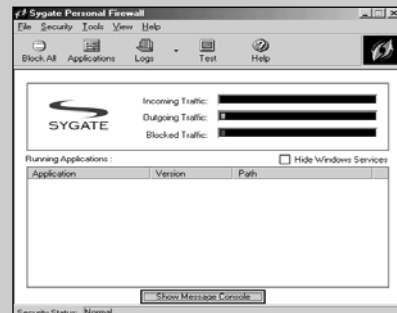 Sygate Personal Firewall
File Security Tools View Help
Block All Applications Logs Test Help
Incoming Traffic:
SYGATE
Outgoing Traffic:
Blocked Traffic:
Running Applications : Hide Windows Services
Application Version Path
Show Message Console
Security Status: Normal